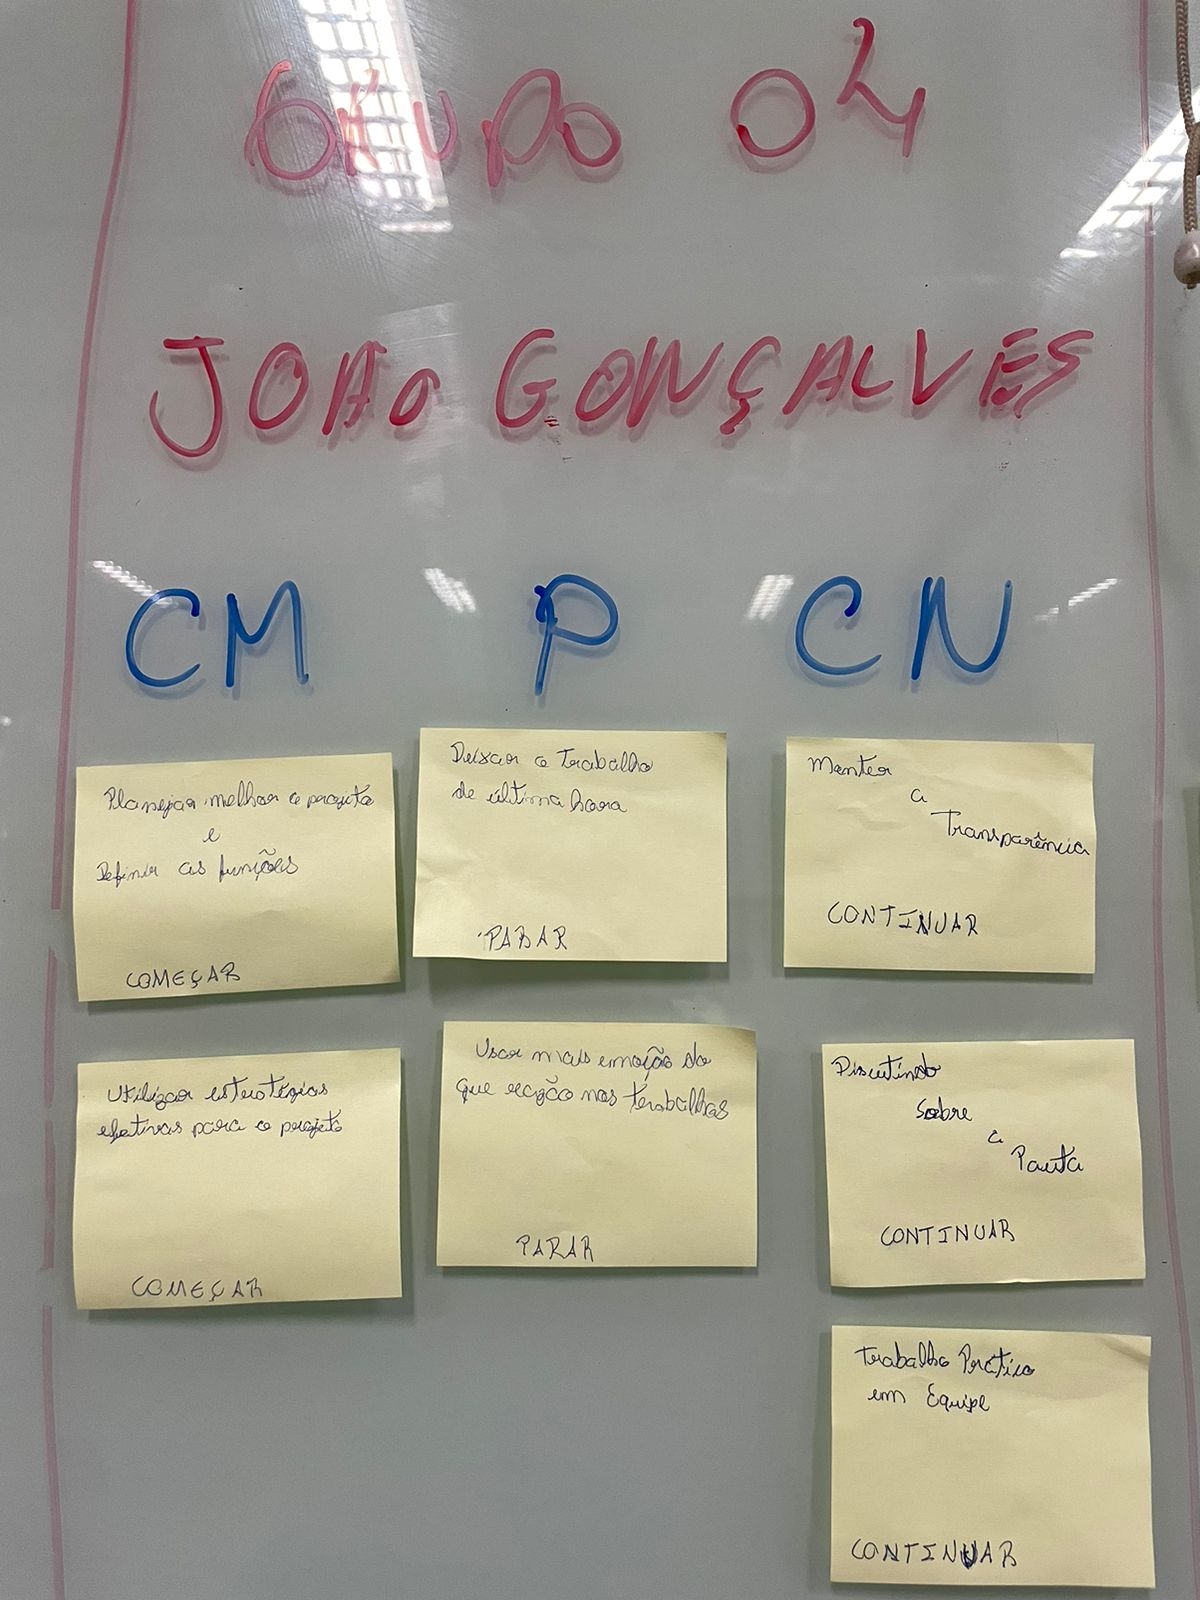 GRUPO 04
JOAO GONÇALVES
CM P CN
Planejar melhor o projeto
e
Definir as funções
COMEÇAR
Deixar o trabalho
de última hora
PARAR
Manter
a
Transparência
CONTINUAR
Utilizar estratégias
efetivas para o projeto
COMEÇAR
Usar mais emoção do
que razão nos trabalhos
PARAR
Discutindo
Sobre
a
Pauta
CONTINUAR
Trabalho Prático
em Equipe
CONTINUAR